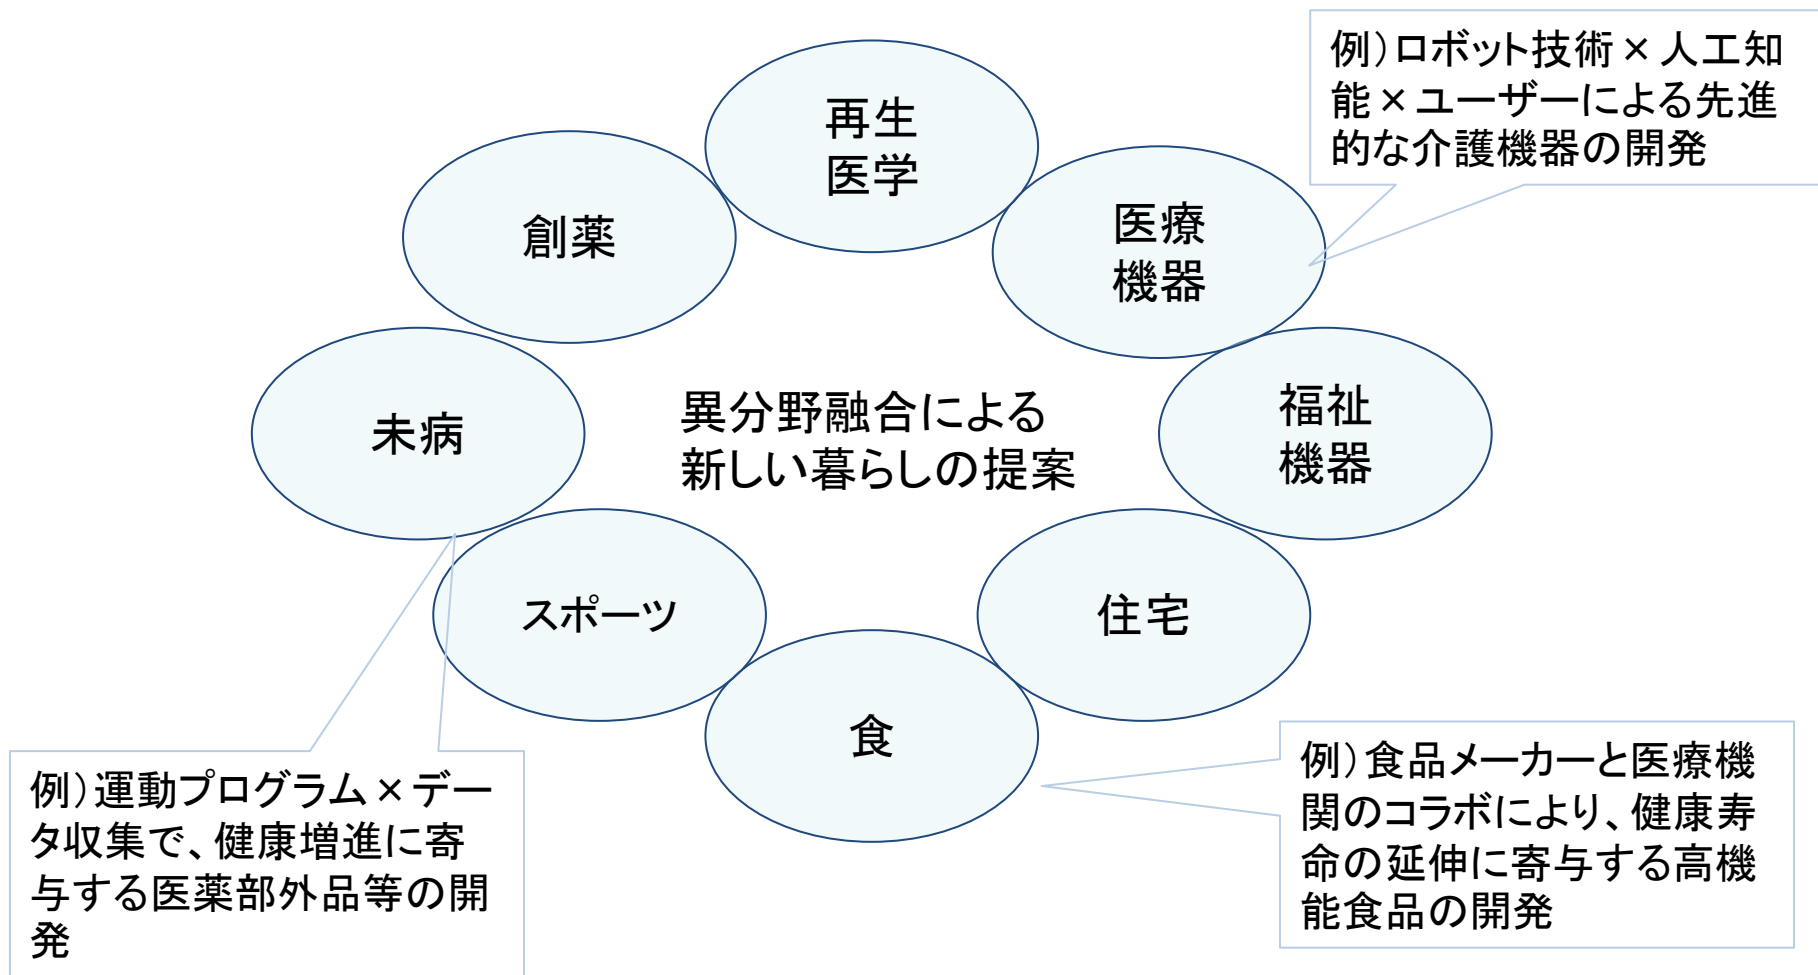 再生
医学
例）ロボット技術×人工知
能×ユーザーによる先進
的な介護機器の開発
創薬
医療
機器
未病
異分野融合による
新しい暮らしの提案
福祉
機器
スポーツ
住宅
食
例）運動プログラム×デー
タ収集で、健康増進に寄
与する医薬部外品等の開
発
例）食品メーカーと医療機
関のコラボにより、健康寿
命の延伸に寄与する高機
能食品の開発